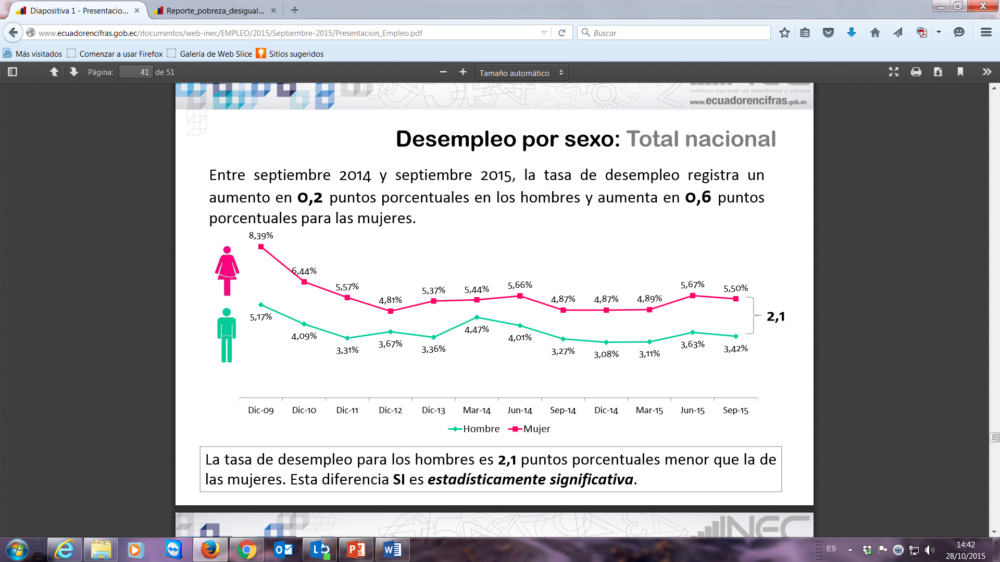 Diapositiva 1 - Presentacio...
Reporte_pobreza_desigual...
www.ecuadorencifras.gob.ec/documentos/web-inec/EMPLEO/2015/Septiembre-2015/Presentacion_Empleo.pdf
Buscar
Más visitados
Comenzar a usar Firefox
Galería de Web Slice
Sitios sugeridos
Página: 41 de 51
Tamaño automático
instituto nacional de estadística y censos
www.ecuadorencifras.gob.ec
Desempleo por sexo: Total nacional
Entre septiembre 2014 y septiembre 2015, la tasa de desempleo registra un
aumento en 0,2 puntos porcentuales en los hombres y aumenta en 0,6 puntos
porcentuales para las mujeres.
8,39%
6,44%
5,57%
4,81%
5,37%
5,44%
5,66%
4,87%
4,87%
4,89%
5,67%
5,50%
2,1
5,17%
4,09%
3,31%
3,67%
3,36%
4,47%
4,01%
3,27%
3,08%
3,11%
3,63%
3,42%
Dic-09 Dic-10 Dic-11 Dic-12 Dic-13 Mar-14 Jun-14 Sep-14 Dic-14 Mar-15 Jun-15 Sep-15
Hombre Mujer
La tasa de desempleo para los hombres es 2,1 puntos porcentuales menor que la de
las mujeres. Esta diferencia SI es estadísticamente significativa.
INEC
ES
14:42
28/10/2015